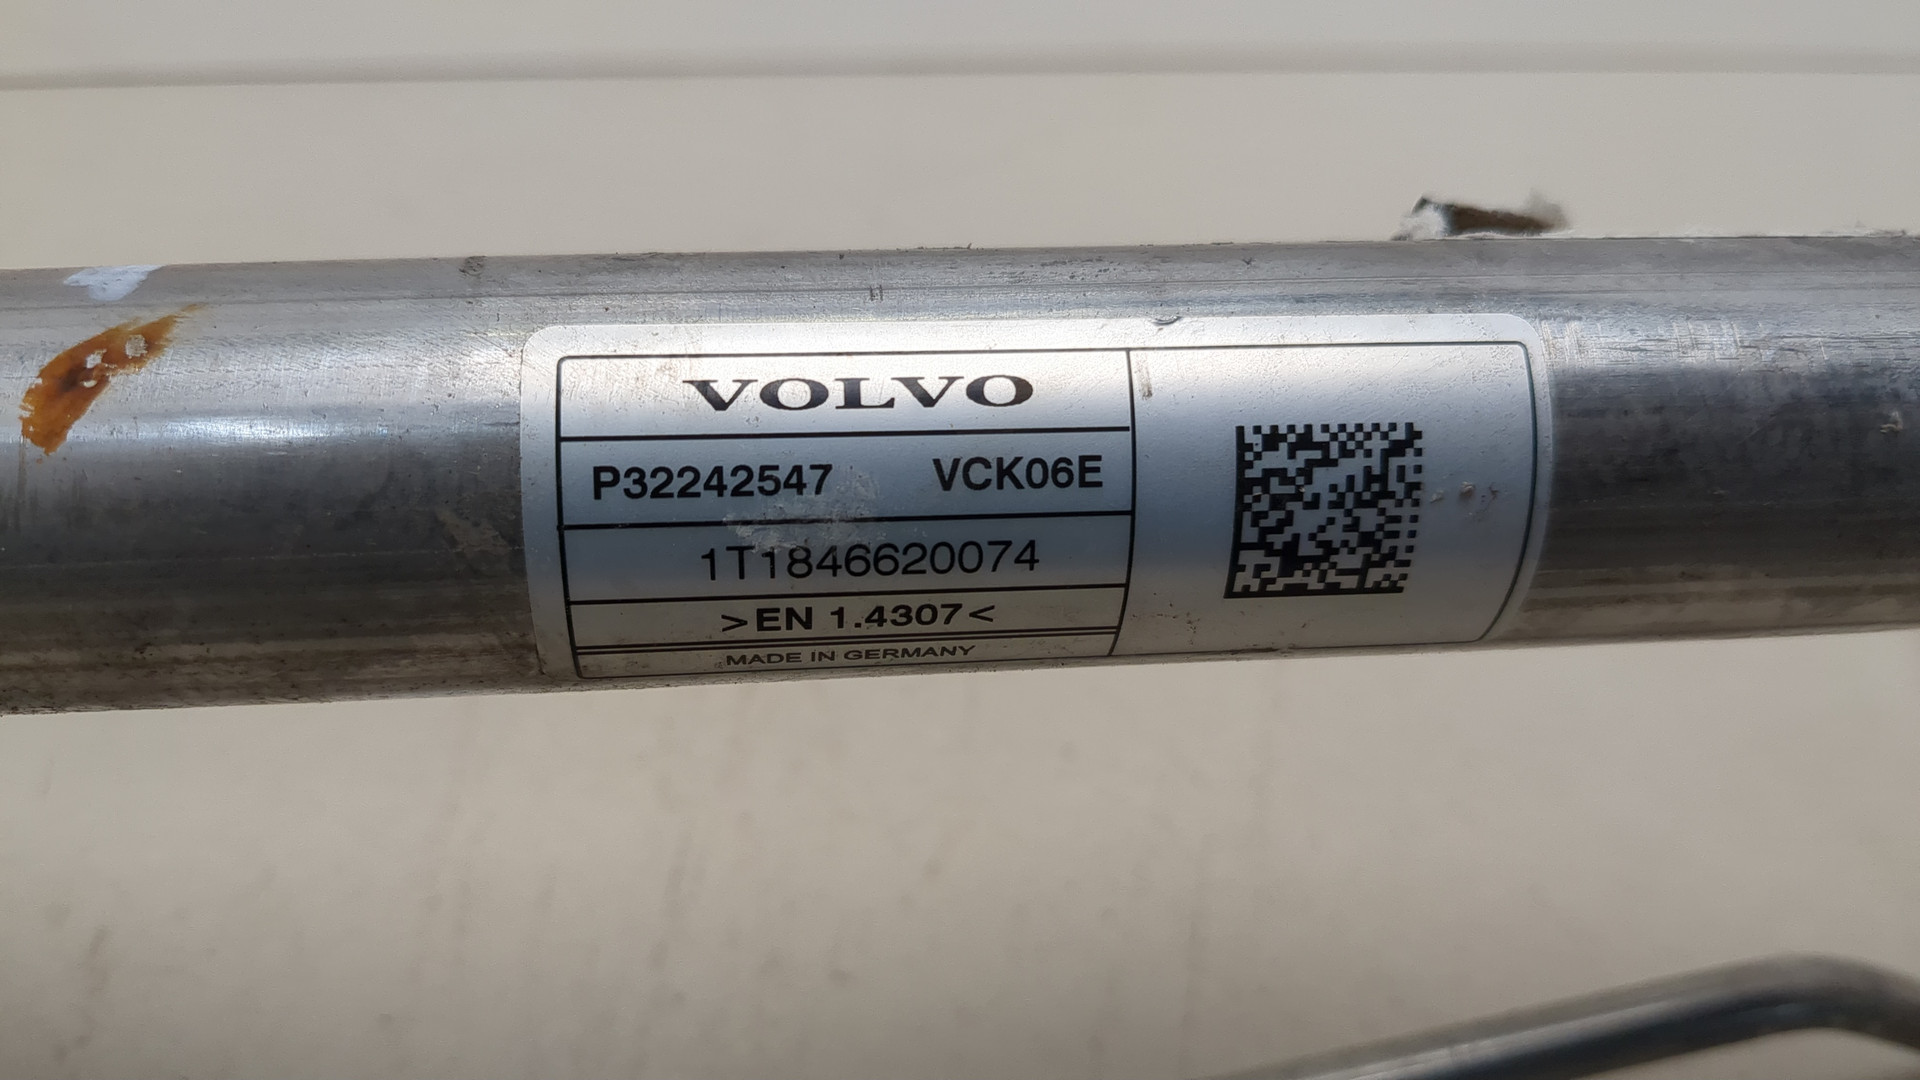 VOLVO
P32242547 VCK06E
1T1846620074
>EN 1.4307<
MADE IN GERMANY